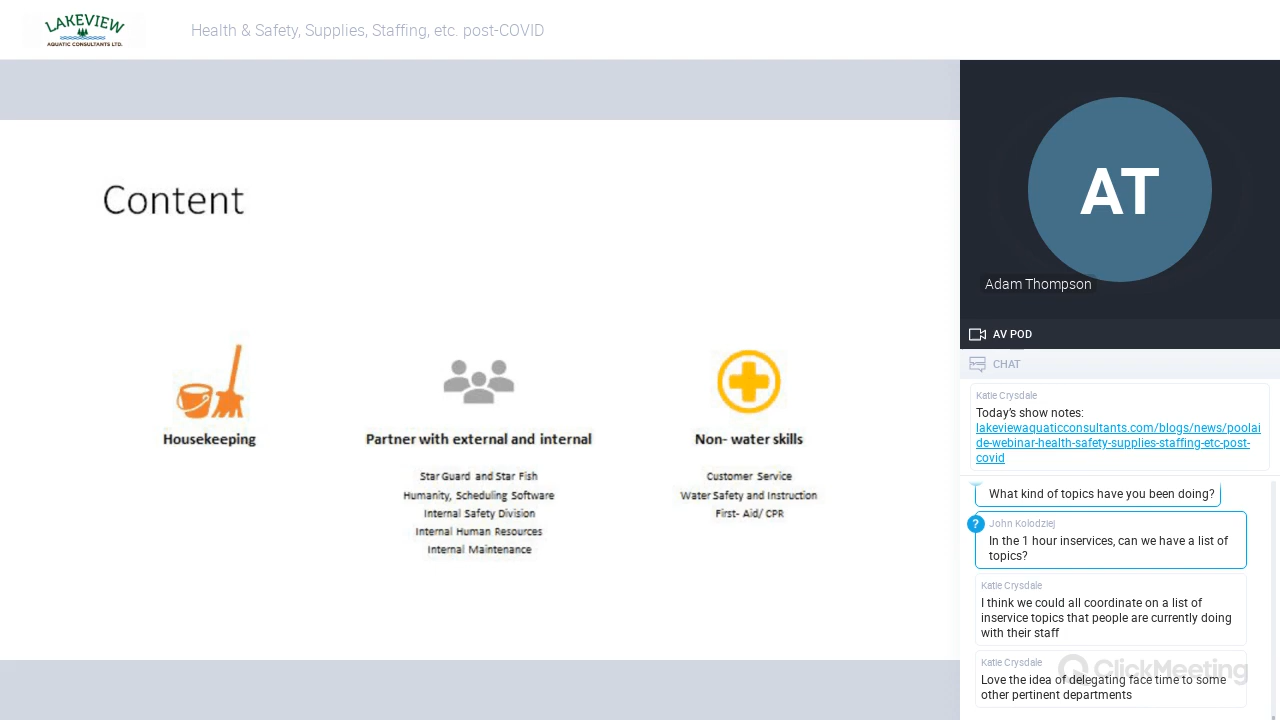 LAKEVIEW
AQUATIC CONSULTANTS LTD.
Health & Safety, Supplies, Staffing, etc. post-COVID
Content
Housekeeping
Partner with external and internal
Star Guard and Star Fish
Humanity, Scheduling Software
Internal Safety Division
Internal Human Resources
Internal Maintenance
Non- water skills
Customer Service
Water Safety and Instruction
First- Aid/ CPR
AT
Adam Thompson
AV POD
CHAT
Katie Crysdale
Today's show notes:
lakeviewaquaticconsultants.com/blogs/news/poolai
de-webinar-health-safety-supplies-staffing-etc-post-
covid
What kind of topics have you been doing?
?
John Kolodziej
In the 1 hour inservices, can we have a list of
topics?
Katie Crysdale
I think we could all coordinate on a list of
inservice topics that people are currently doing
with their staff
Katie Crysdale
Love the idea of delegating face time to some
other pertinent departments
ClickMeeting